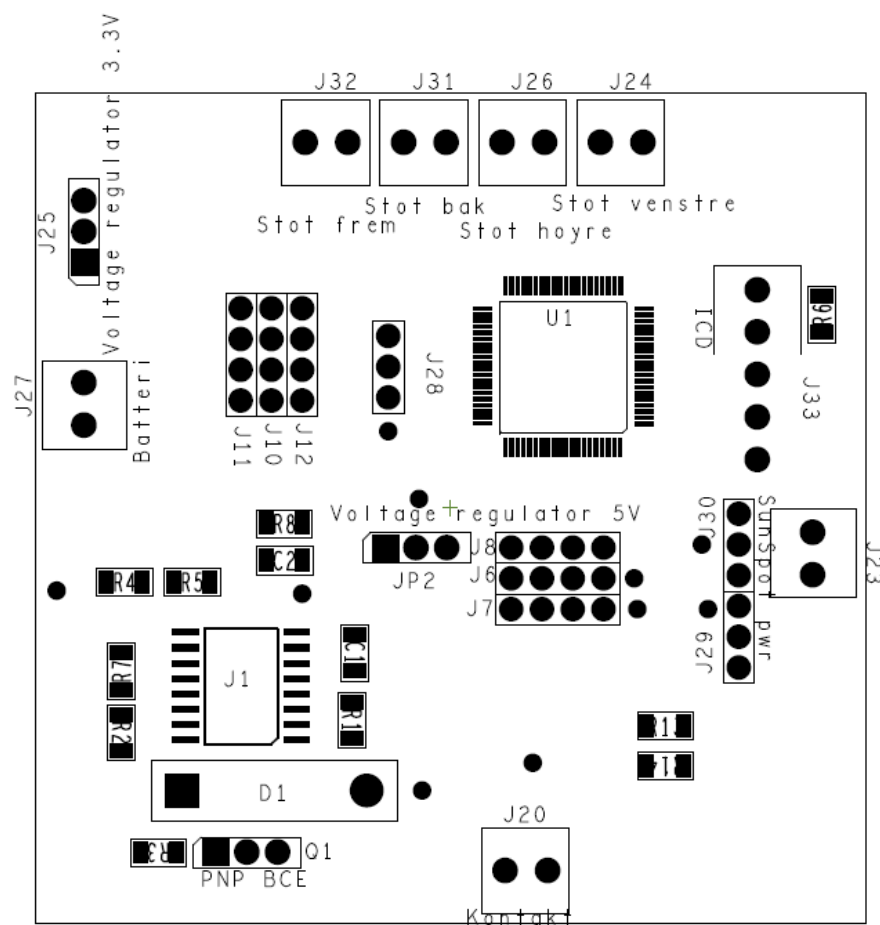 Voltage regulator 3.3V
J32
J31
J26
J24
Stot frem
Stot bak
Stot hoyre
Stot venstre
J25
U1
ICD
R9
J27
Batteri
J28
J33
J11
J10
J12
Voltage regulator 5V
R8
C2
J8
J6
J7
JP2
J30
SunSpot pwr
J23
R4
R5
J29
R7
J1
C1
R2
R1
R14
D1
J20
R3
Q1
PNP BCE
Kontakt